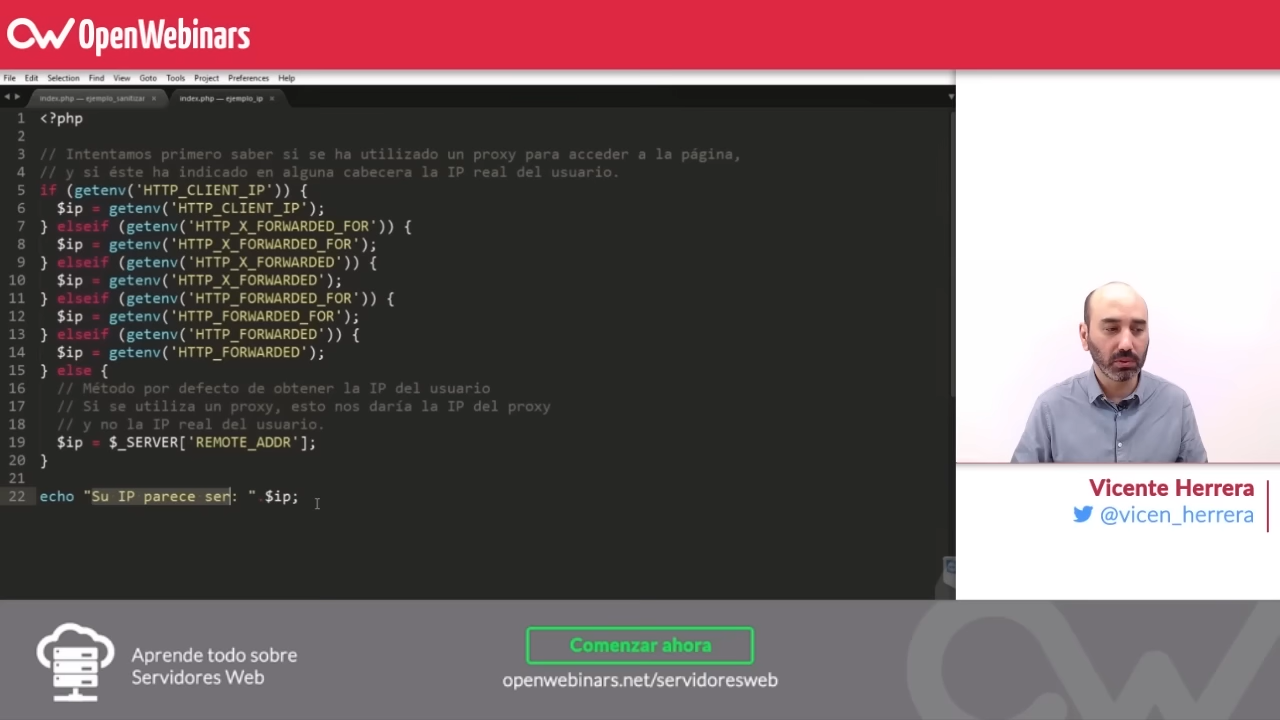 OpenWebinars
File Edit Selection Find View Goto Tools Project Preferences Help
index.php — ejemplo_sanitizar × index.php — ejemplo_ip ×
1 <?php
2
3 // Intentamos primero saber si se ha utilizado un proxy para acceder a la página,
4 // y si éste ha indicado en alguna cabecera la IP real del usuario.
5 if (getenv('HTTP_CLIENT_IP')) {
6 $ip = getenv('HTTP_CLIENT_IP');
7 } elseif (getenv('HTTP_X_FORWARDED_FOR')) {
8 $ip = getenv('HTTP_X_FORWARDED_FOR');
9 } elseif (getenv('HTTP_X_FORWARDED')) {
10 $ip = getenv('HTTP_X_FORWARDED');
11 } elseif (getenv('HTTP_FORWARDED_FOR')) {
12 $ip = getenv('HTTP_FORWARDED_FOR');
13 } elseif (getenv('HTTP_FORWARDED')) {
14 $ip = getenv('HTTP_FORWARDED');
15 } else {
16 // Método por defecto de obtener la IP del usuario
17 // Si se utiliza un proxy, esto nos daría la IP del proxy
18 // y no la IP real del usuario.
19 $ip = $_SERVER['REMOTE_ADDR'];
20 }
21
22 echo "Su IP parece ser: ".$ip;
Vicente Herrera
@vicen_herrera
Aprende todo sobre
Servidores Web
Comenzar ahora
openwebinars.net/servidoresweb